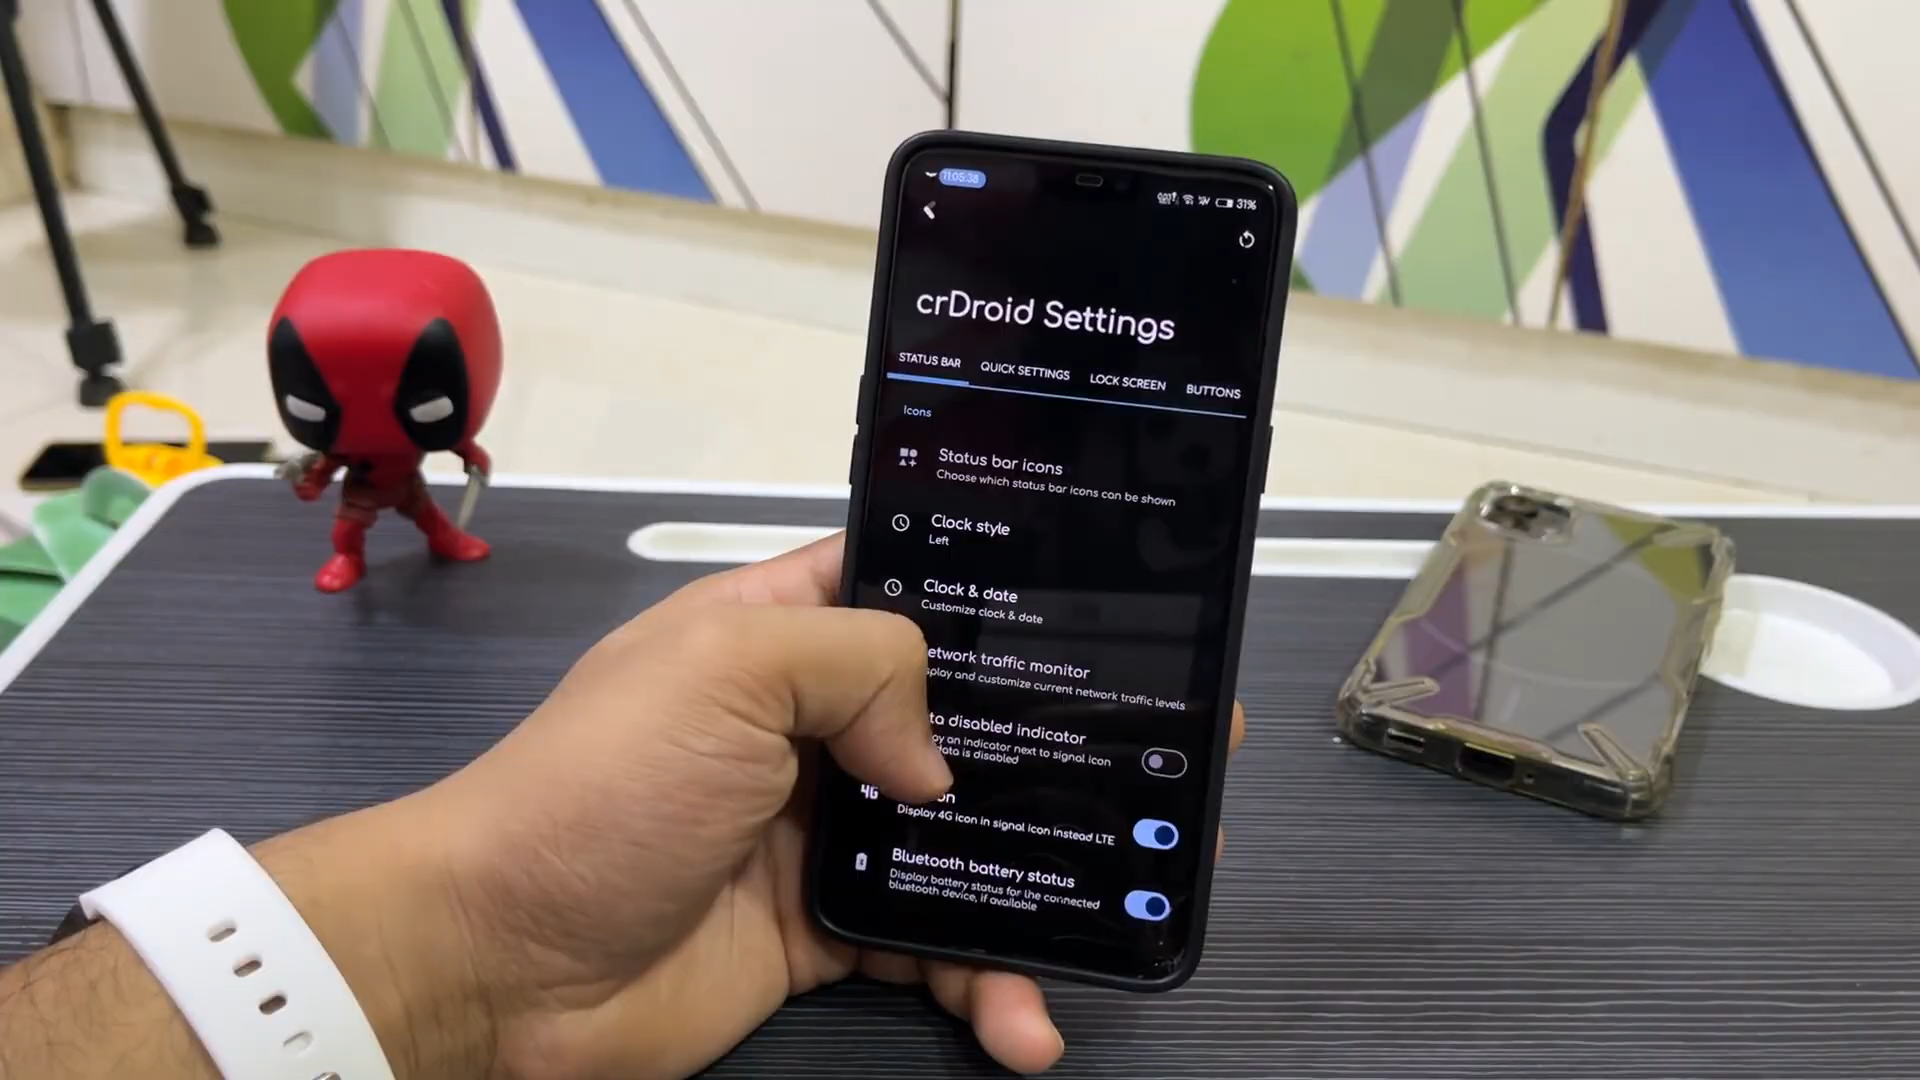 11:05:38
31%
crDroid Settings
STATUS BAR QUICK SETTINGS LOCK SCREEN BUTTONS
Icons
Status bar icons
Choose which status bar icons can be shown
Clock style
Left
Clock & date
Customize clock & date
etwork traffic monitor
splay and customize current network traffic levels
ta disabled indicator
ay an indicator next to signal icon
data is disabled
4G on
Display 4G icon in signal icon instead LTE
Bluetooth battery status
Display battery status for the connected
bluetooth device, if available